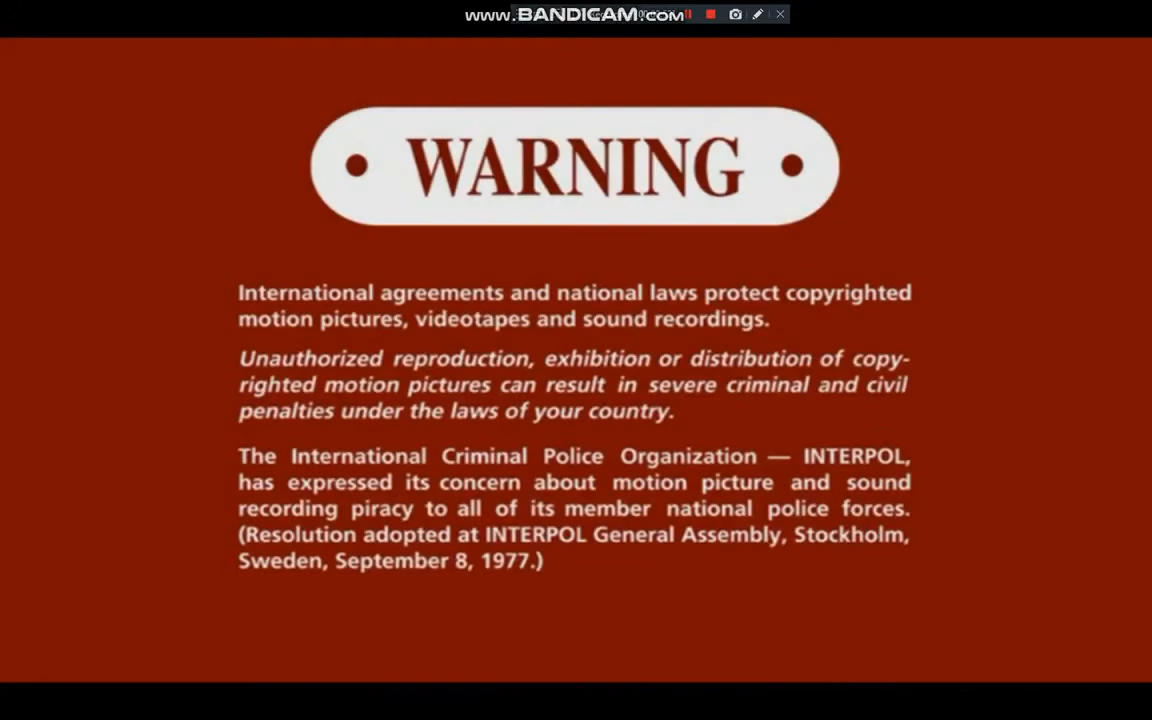 www.BANDICAM.com
WARNING
International agreements and national laws protect copyrighted
motion pictures, videotapes and sound recordings.
Unauthorized reproduction, exhibition or distribution of copy-
righted motion pictures can result in severe criminal and civil
penalties under the laws of your country.
The International Criminal Police Organization — INTERPOL,
has expressed its concern about motion picture and sound
recording piracy to all of its member national police forces.
(Resolution adopted at INTERPOL General Assembly, Stockholm,
Sweden, September 8, 1977.)